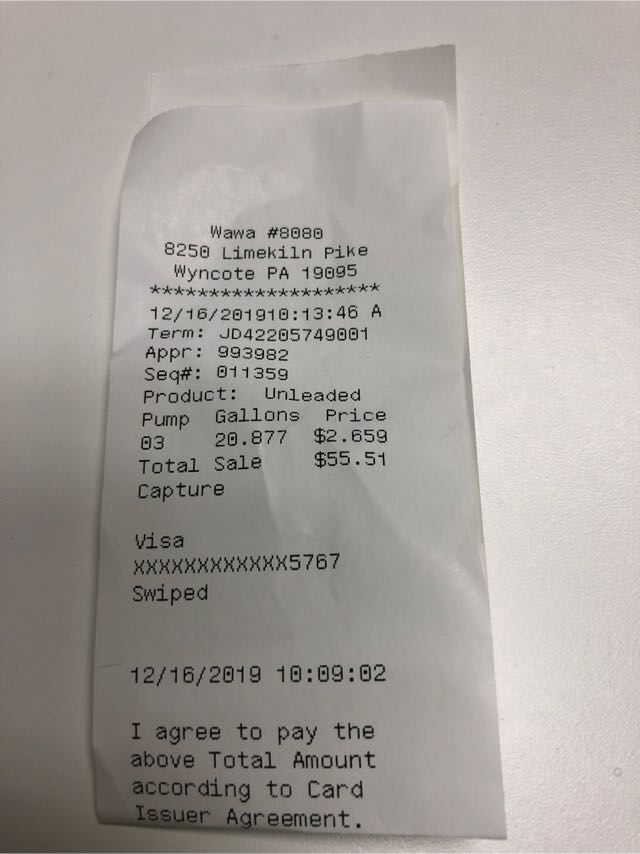 Wawa #8080
8250 Limekiln Pike
Wyncote PA 19095
********************
12/16/201910:13:46 A
Term: JD42205749001
Appr: 993982
Seq#: 011359
Product: Unleaded
Pump Gallons Price
03 20.877 $2.659
Total Sale $55.51
Capture
Visa
XXXXXXXXXXXX5767
Swiped
12/16/2019 10:09:02
I agree to pay the
above Total Amount
according to Card
Issuer Agreement.